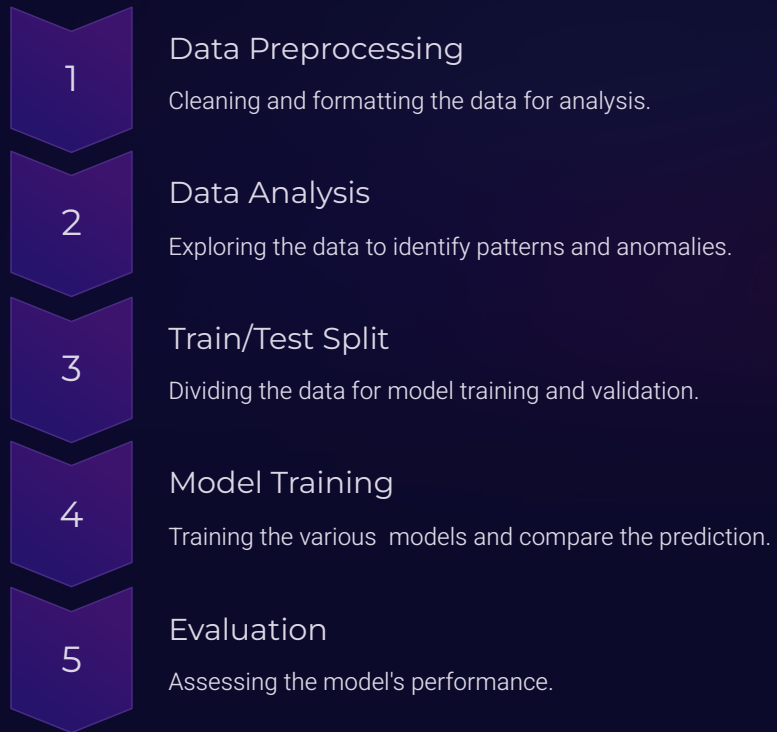 1
Data Preprocessing
Cleaning and formatting the data for analysis.
2
Data Analysis
Exploring the data to identify patterns and anomalies.
3
Train/Test Split
Dividing the data for model training and validation.
4
Model Training
Training the various  models and compare the prediction.
5
Evaluation
Assessing the model's performance.